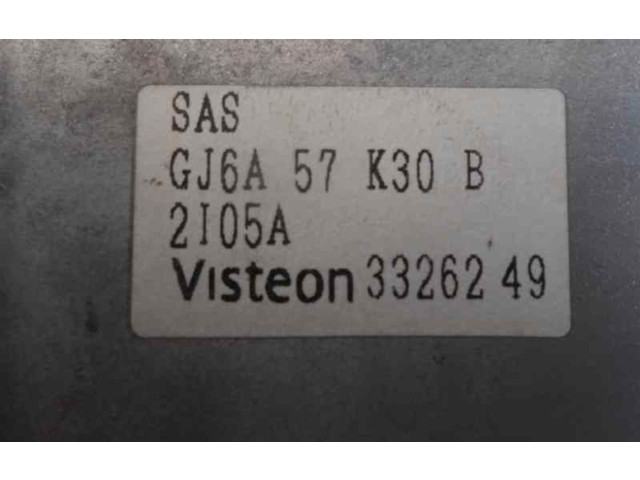 SAS
GJ6A 57 K30 B
2I05A
Visteon 33262 49